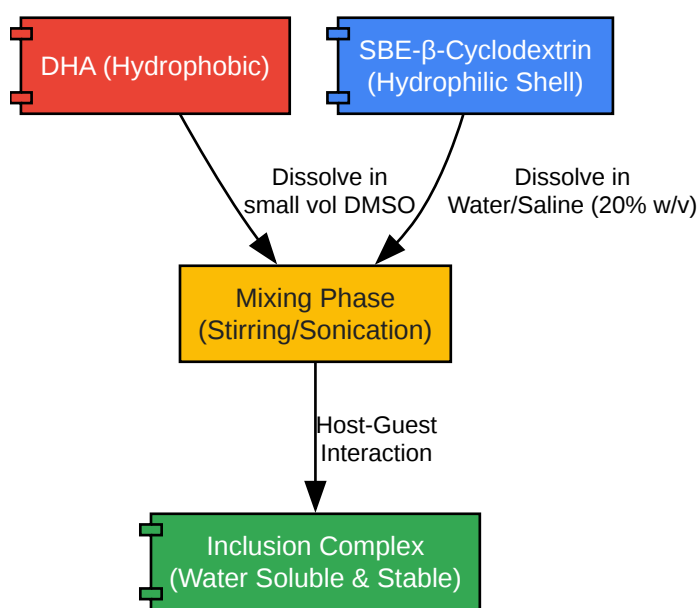 DHA (Hydrophobic)
SBE-β-Cyclodextrin
(Hydrophilic Shell)
Dissolve in
small vol DMSO
Dissolve in
Water/Saline (20% w/v)
Mixing Phase
(Stirring/Sonication)
Host-Guest
Interaction
Inclusion Complex
(Water Soluble & Stable)